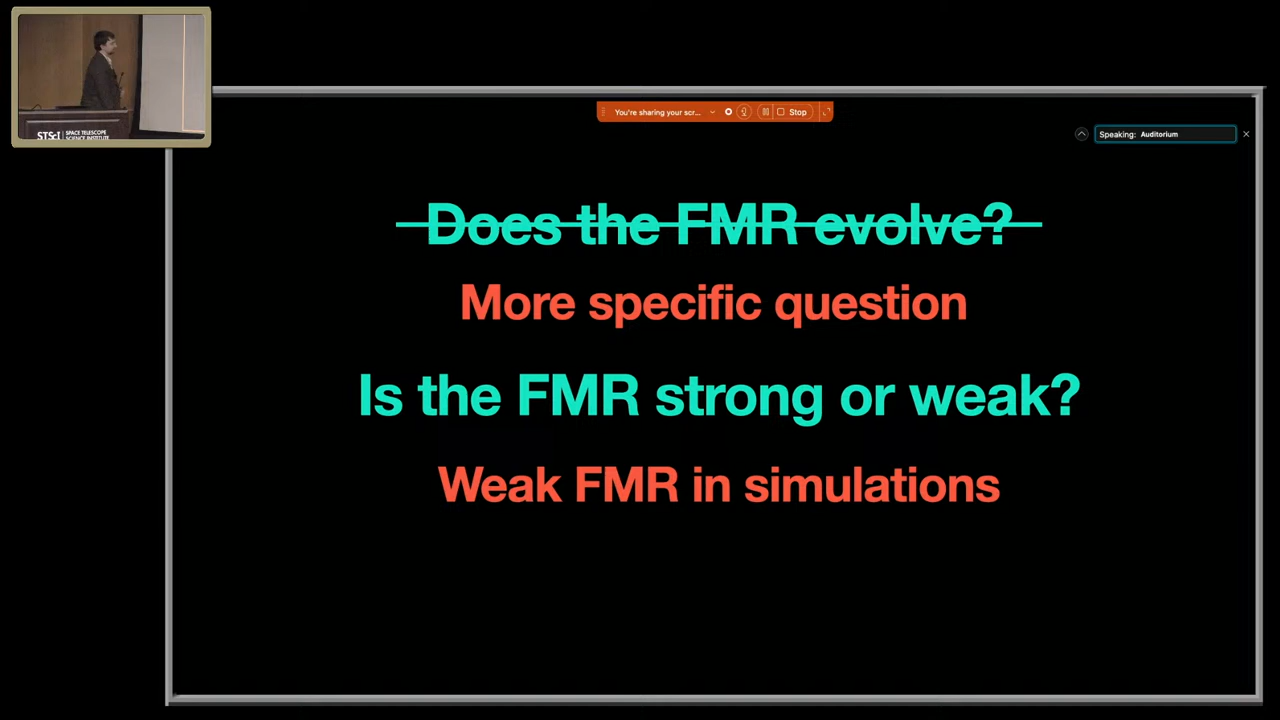 STScI | SPACE TELESCOPE
SCIENCE INSTITUTE
You're sharing your scr...
Stop
Speaking: Auditorium
Does the FMR evolve?
More specific question
Is the FMR strong or weak?
Weak FMR in simulations